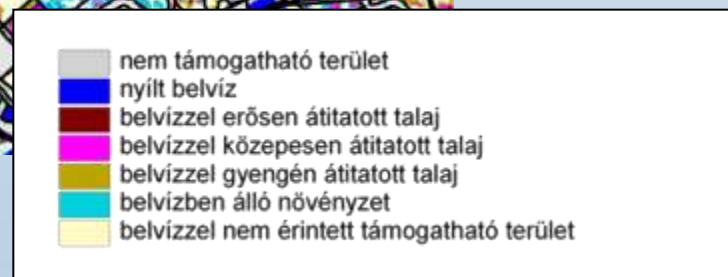 nem támogatható terület
nyílt belvíz
belvízzel erõsen átitatott talaj
belvízzel közepesen átitatott talaj
belvízzel gyengén átitatott talaj
belvízben álló növényzet
belvízzel nem érintett támogatható terület